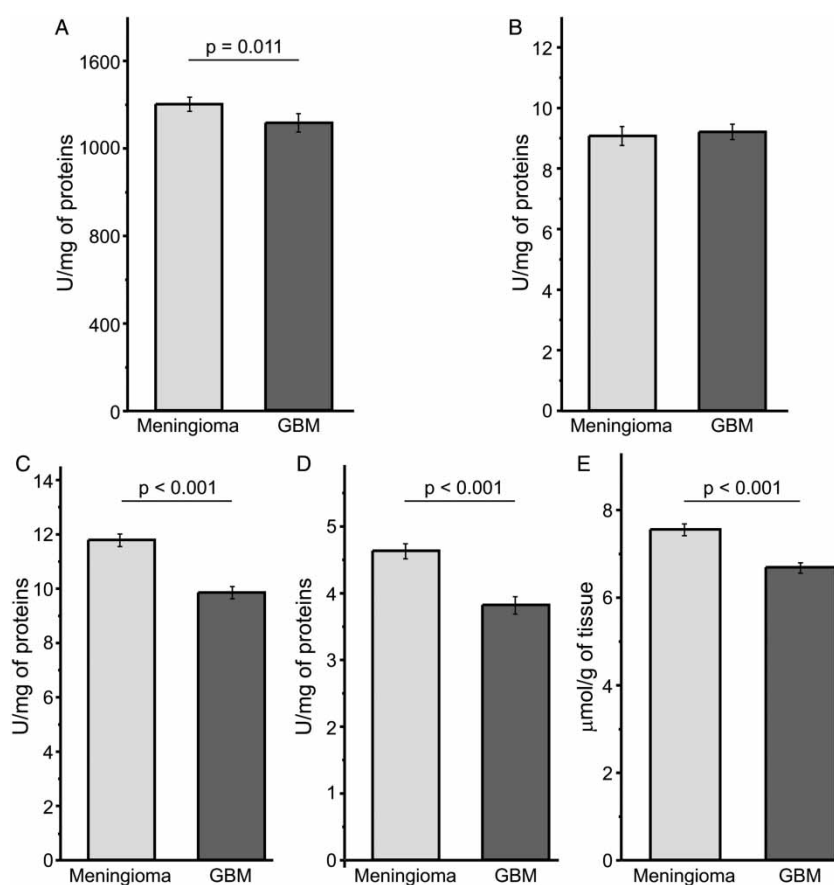 A
p = 0.011
U/mg of proteins
1600
1000
800
400
0
Meningioma GBM
B
U/mg of proteins
12
10
8
6
4
2
0
Meningioma GBM
C
p < 0.001
U/mg of proteins
14
12
10
8
6
4
2
0
Meningioma GBM
D
p < 0.001
U/mg of proteins
5
4
3
2
1
0
Meningioma GBM
E
p < 0.001
μmol/g of tissue
8
6
4
2
0
Meningioma GBM